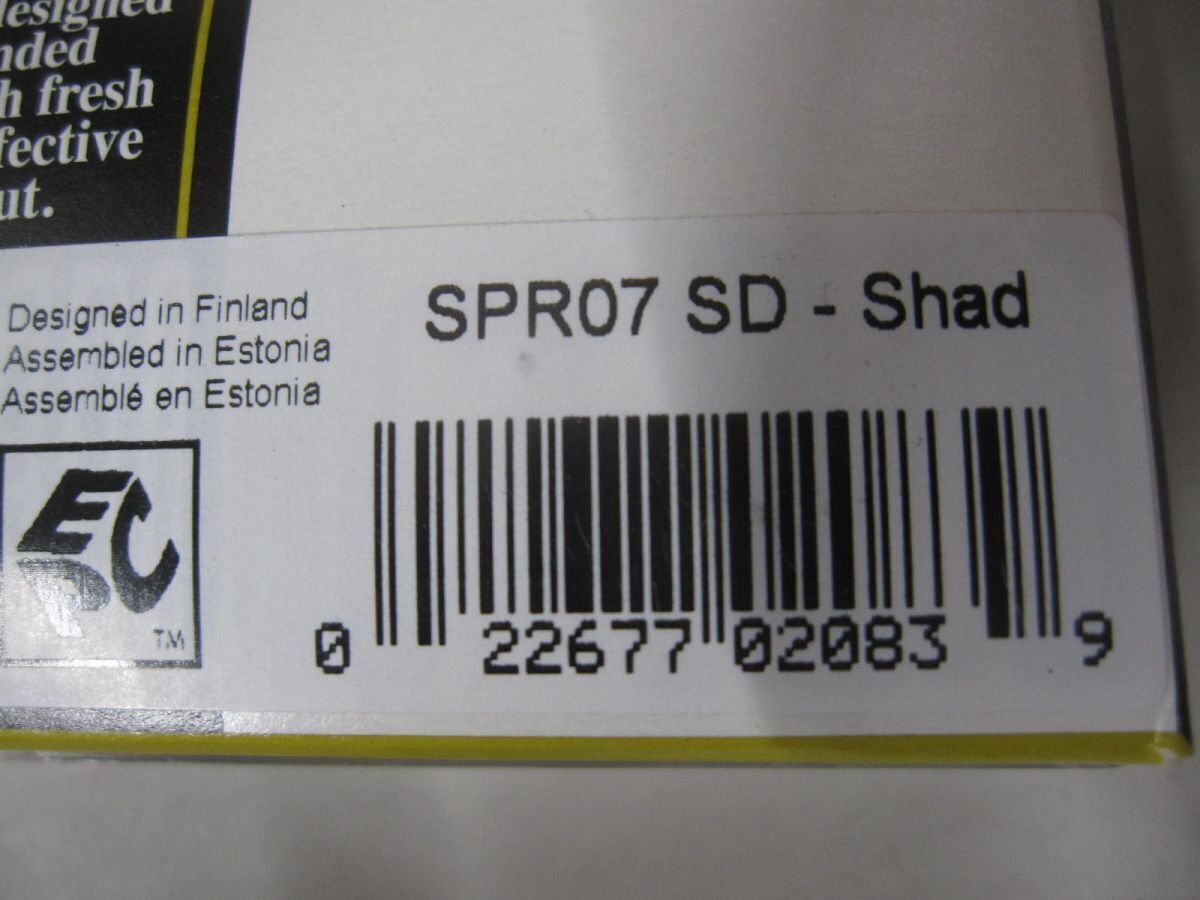 designed
nded
h fresh
fective
ut.
Designed in Finland
Assembled in Estonia
Assemblé en Estonia
SPR07 SD - Shad
EC
TM
0 22677 02083 9